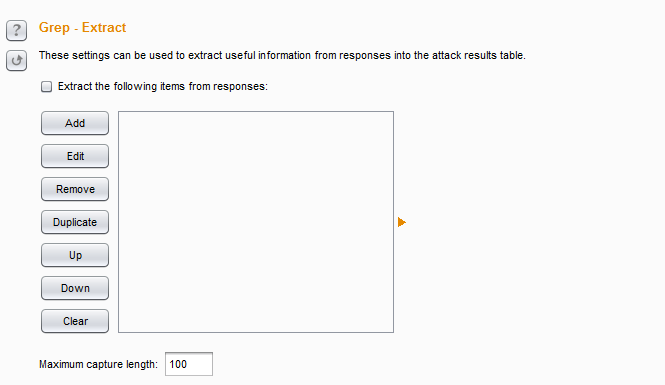 ?
Grep - Extract
These settings can be used to extract useful information from responses into the attack results table.
Extract the following items from responses:
Add
Edit
Remove
Duplicate
Up
Down
Clear
Maximum capture length: 100